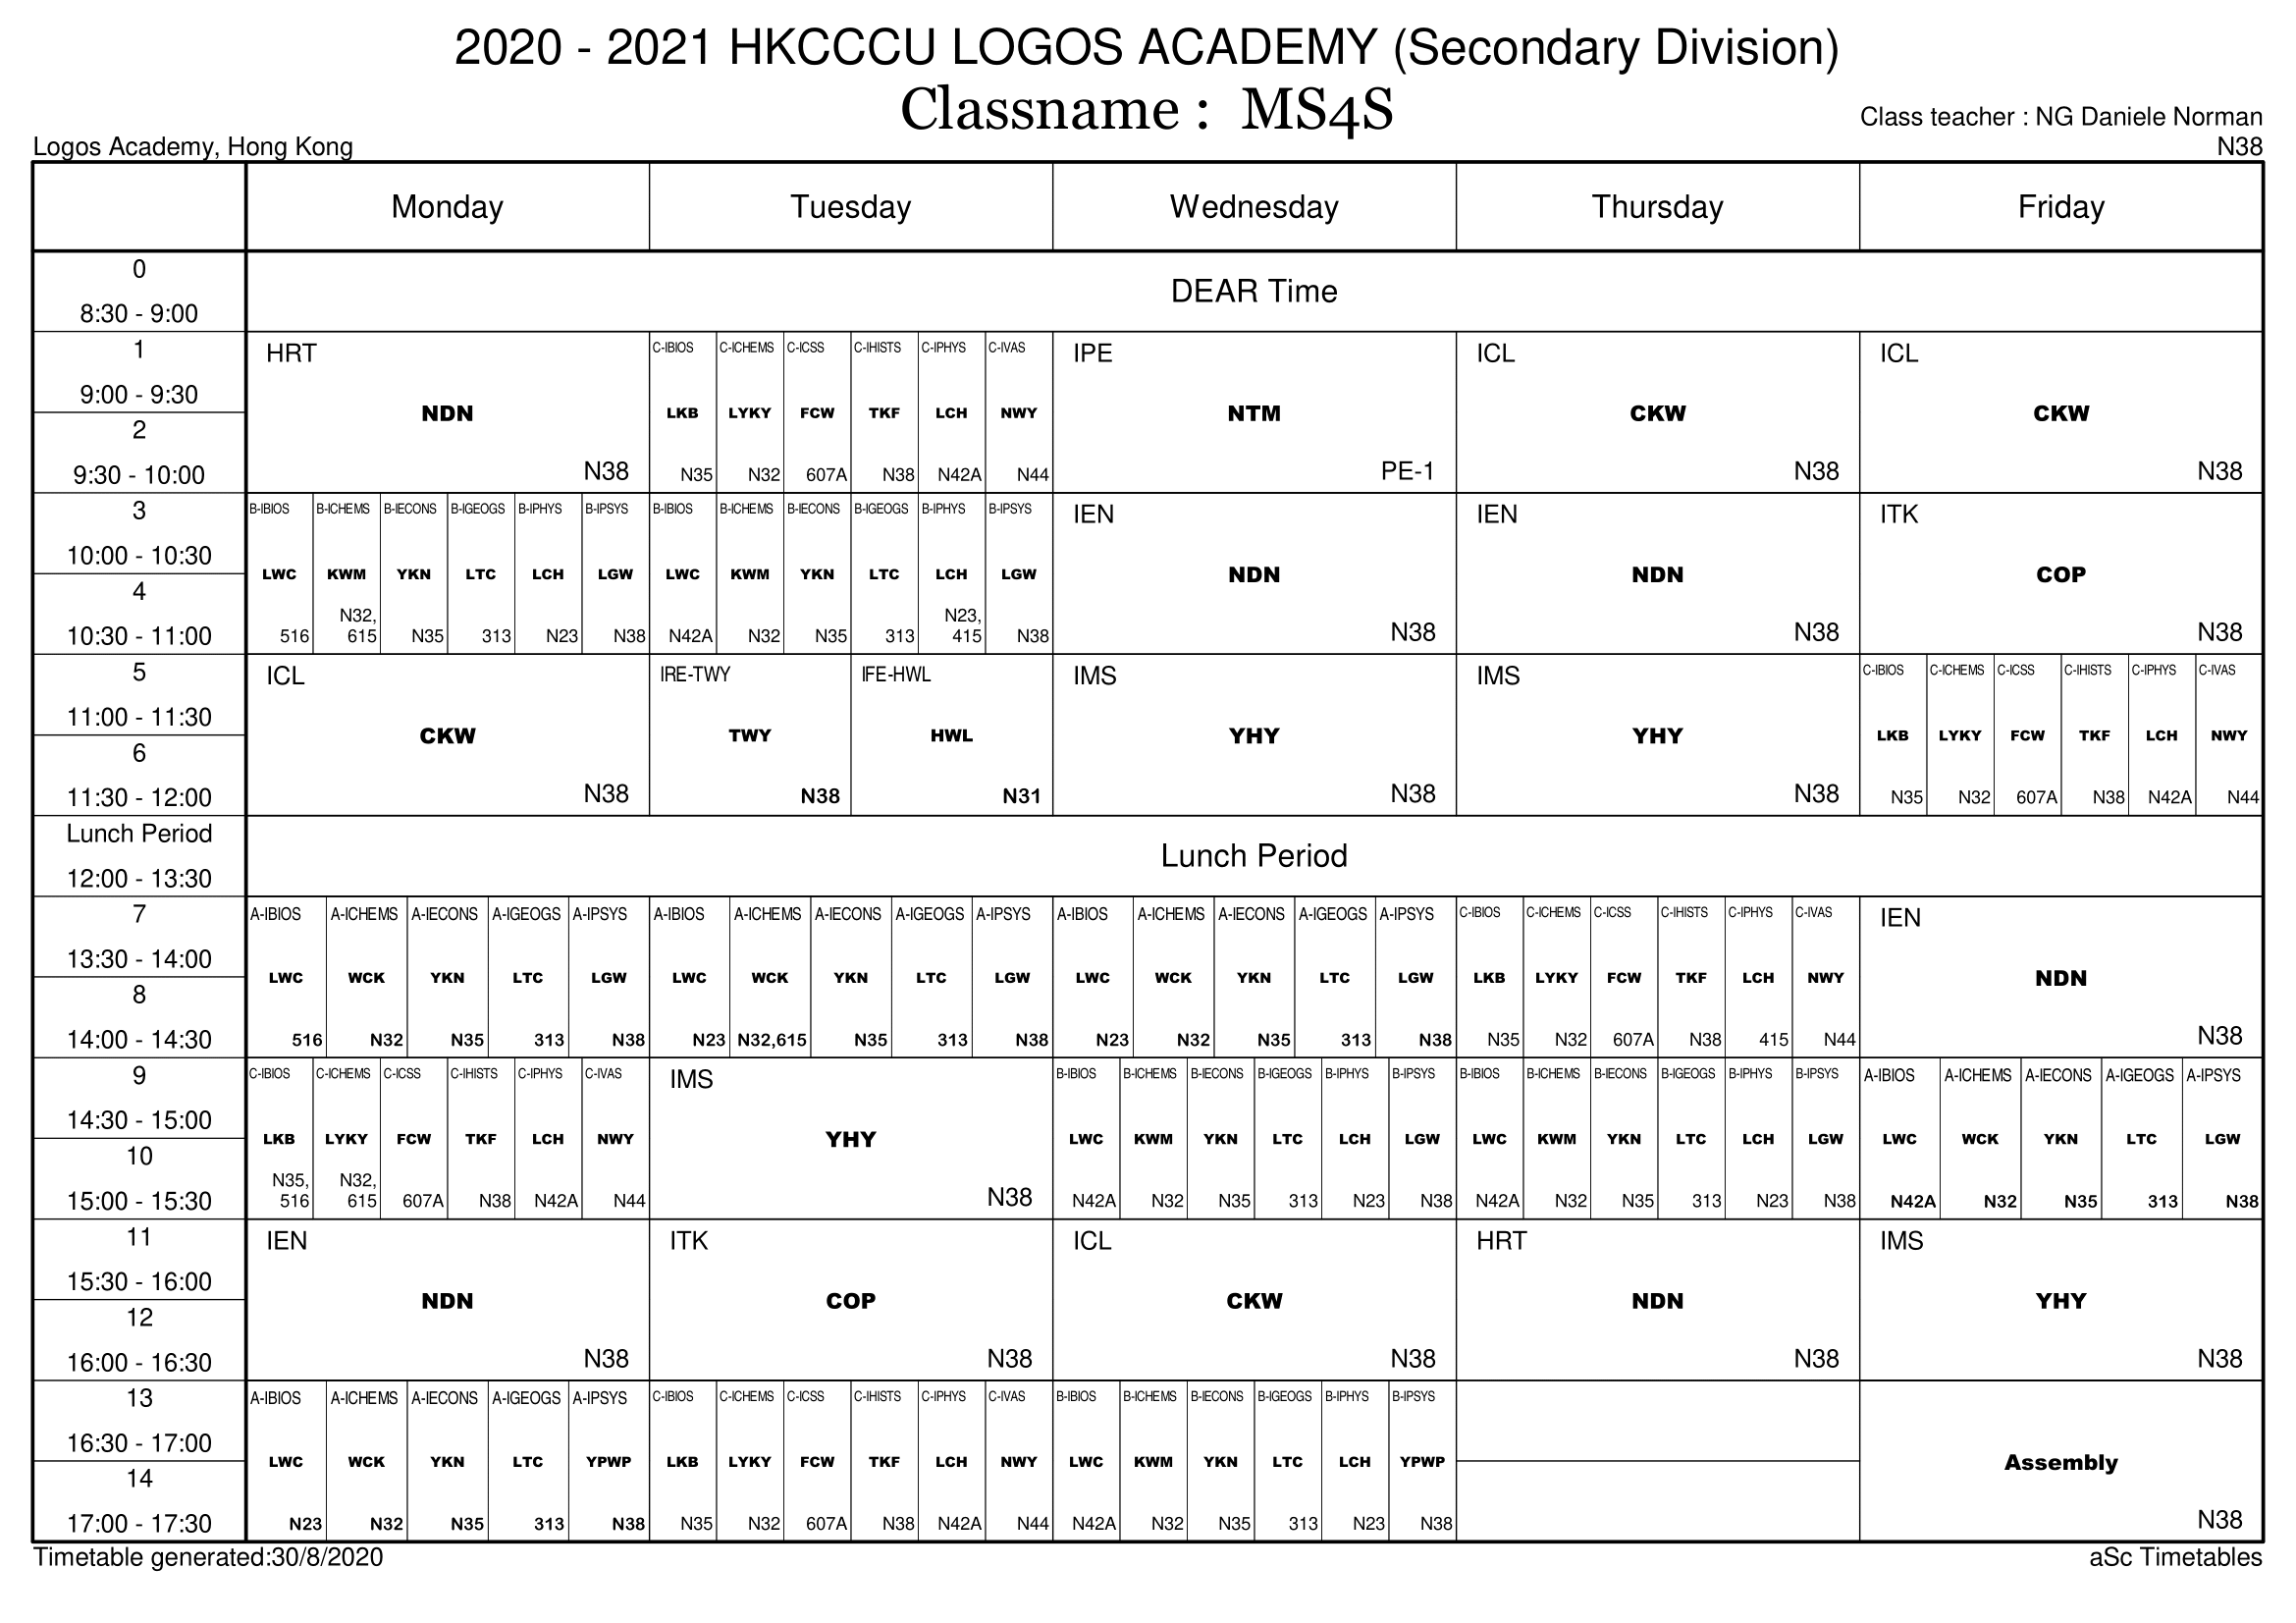 2020 - 2021 HKCCCU LOGOS ACADEMY (Secondary Division)
Classname : MS4S
Class teacher : NG Daniele Norman
Logos Academy, Hong Kong
N38
Monday Tuesday Wednesday Thursday Friday
0
8:30 - 9:00
DEAR Time
1
9:00 - 9:30
2
9:30 - 10:00
HRT
NDN
N38
C-IBIOS C-ICHEMS C-ICSS C-IHISTS C-IPHYS C-IVAS
LKB LYKY FCW TKF LCH NWY
N35 N32 607A N38 N42A N44
IPE
NTM
PE-1
ICL
CKW
N38
ICL
CKW
N38
3
10:00 - 10:30
4
10:30 - 11:00
B-IBIOS B-ICHEMS B-IECONS B-IGEOGS B-IPHYS B-IPSYS
LWC KWM YKN LTC LCH LGW
N32,
516 615 N35 313 N23 N38
B-IBIOS B-ICHEMS B-IECONS B-IGEOGS B-IPHYS B-IPSYS
LWC KWM YKN LTC LCH LGW
N23,
N42A N32 N35 313 415 N38
IEN
NDN
N38
IEN
NDN
N38
ITK
COP
N38
5
11:00 - 11:30
6
11:30 - 12:00
ICL
CKW
N38
IRE-TWY IFE-HWL
TWY HWL
N38 N31
IMS
YHY
N38
IMS
YHY
N38
C-IBIOS C-ICHEMS C-ICSS C-IHISTS C-IPHYS C-IVAS
LKB LYKY FCW TKF LCH NWY
N35 N32 607A N38 N42A N44
Lunch Period
12:00 - 13:30
Lunch Period
7
13:30 - 14:00
8
14:00 - 14:30
A-IBIOS A-ICHEMS A-IECONS A-IGEOGS A-IPSYS
LWC WCK YKN LTC LGW
516 N32 N35 313 N38
A-IBIOS A-ICHEMS A-IECONS A-IGEOGS A-IPSYS
LWC WCK YKN LTC LGW
N23 N32,615 N35 313 N38
A-IBIOS A-ICHEMS A-IECONS A-IGEOGS A-IPSYS
LWC WCK YKN LTC LGW
N23 N32 N35 313 N38
C-IBIOS C-ICHEMS C-ICSS C-IHISTS C-IPHYS C-IVAS
LKB LYKY FCW TKF LCH NWY
N35 N32 607A N38 415 N44
IEN
NDN
N38
9
14:30 - 15:00
10
15:00 - 15:30
C-IBIOS C-ICHEMS C-ICSS C-IHISTS C-IPHYS C-IVAS
LKB LYKY FCW TKF LCH NWY
N35, N32,
516 615 607A N38 N42A N44
IMS
YHY
N38
B-IBIOS B-ICHEMS B-IECONS B-IGEOGS B-IPHYS B-IPSYS
LWC KWM YKN LTC LCH LGW
N42A N32 N35 313 N23 N38
B-IBIOS B-ICHEMS B-IECONS B-IGEOGS B-IPHYS B-IPSYS
LWC KWM YKN LTC LCH LGW
N42A N32 N35 313 N23 N38
A-IBIOS A-ICHEMS A-IECONS A-IGEOGS A-IPSYS
LWC WCK YKN LTC LGW
N42A N32 N35 313 N38
11
15:30 - 16:00
12
16:00 - 16:30
IEN
NDN
N38
ITK
COP
N38
ICL
CKW
N38
HRT
NDN
N38
IMS
YHY
N38
13
16:30 - 17:00
14
17:00 - 17:30
A-IBIOS A-ICHEMS A-IECONS A-IGEOGS A-IPSYS
LWC WCK YKN LTC YPWP
N23 N32 N35 313 N38
C-IBIOS C-ICHEMS C-ICSS C-IHISTS C-IPHYS C-IVAS
LKB LYKY FCW TKF LCH NWY
N35 N32 607A N38 N42A N44
B-IBIOS B-ICHEMS B-IECONS B-IGEOGS B-IPHYS B-IPSYS
LWC KWM YKN LTC LCH YPWP
N42A N32 N35 313 N23 N38
Assembly
N38
Timetable generated:30/8/2020
aSc Timetables